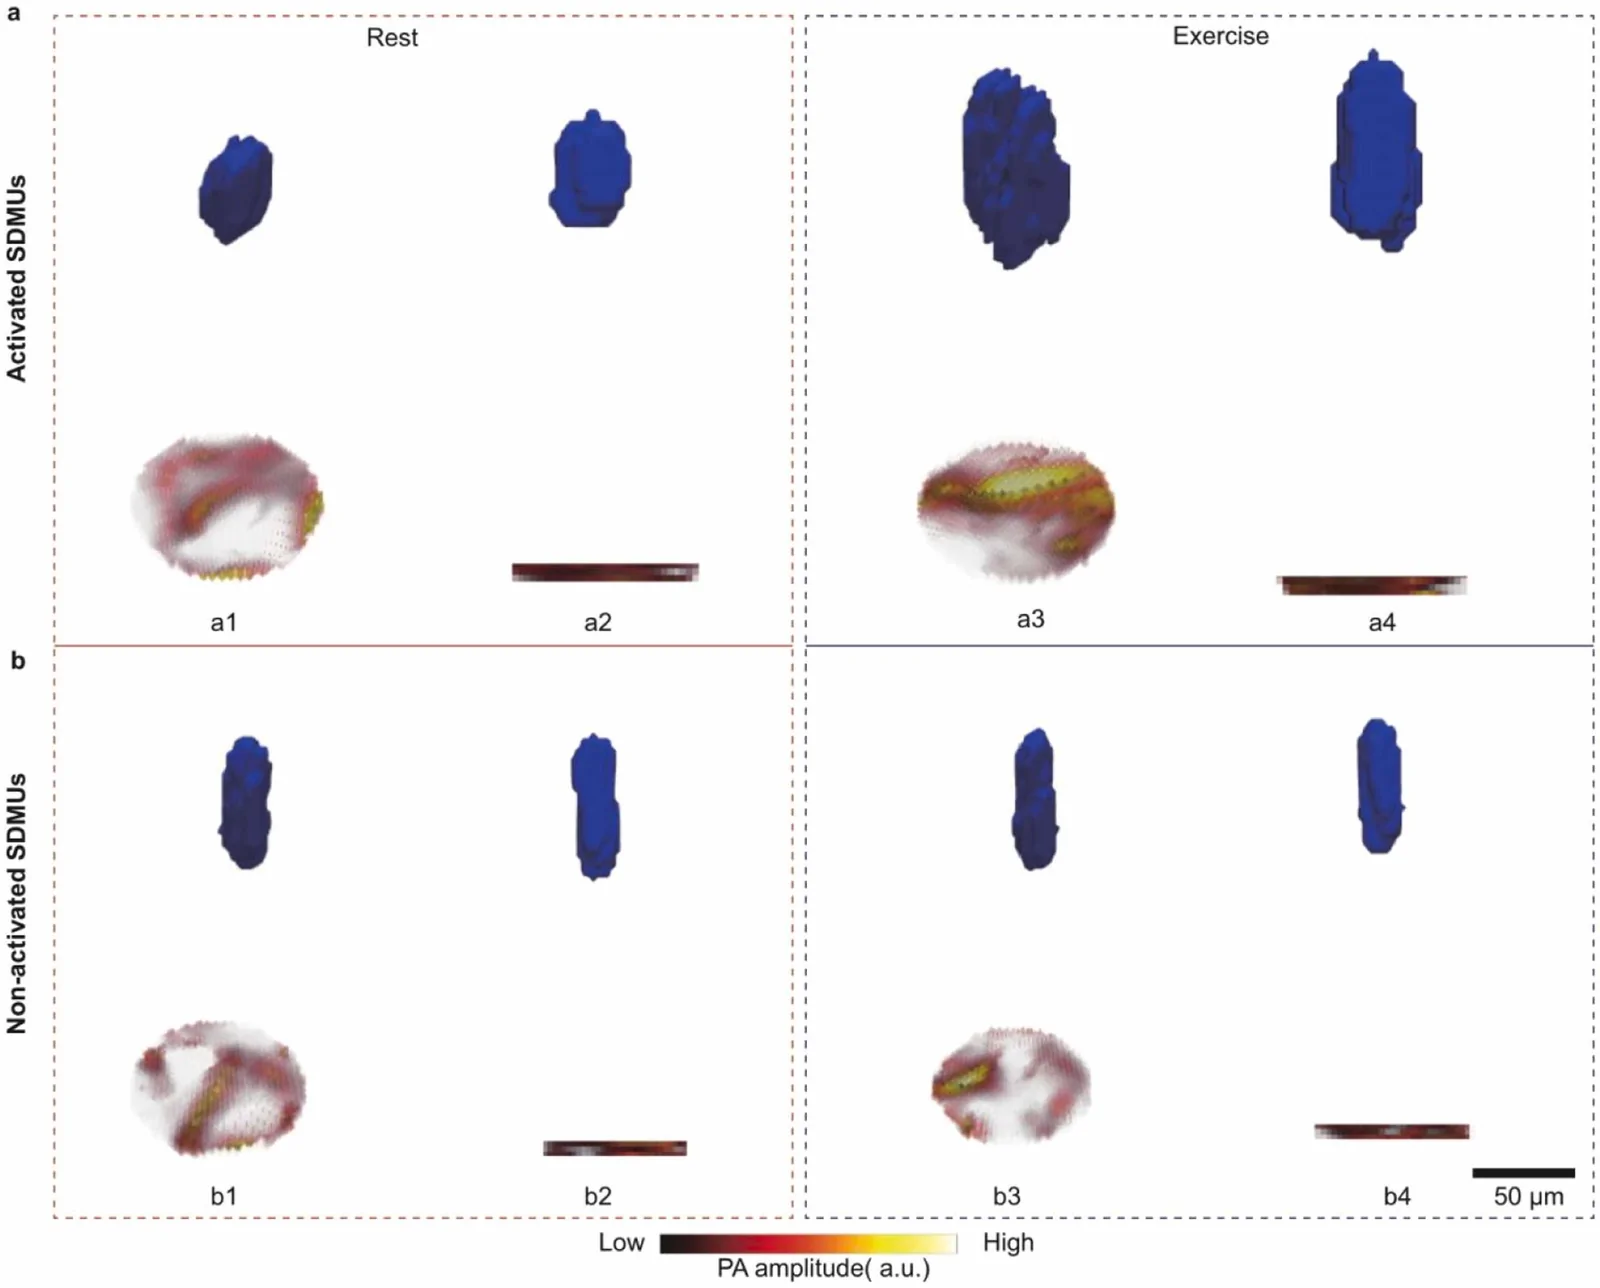 a
Rest
Exercise
Activated SDMUs
a1
a2
a3
a4
b
Non-activated SDMUs
b1
b2
b3
b4
50 µm
Low
High
PA amplitude( a.u.)